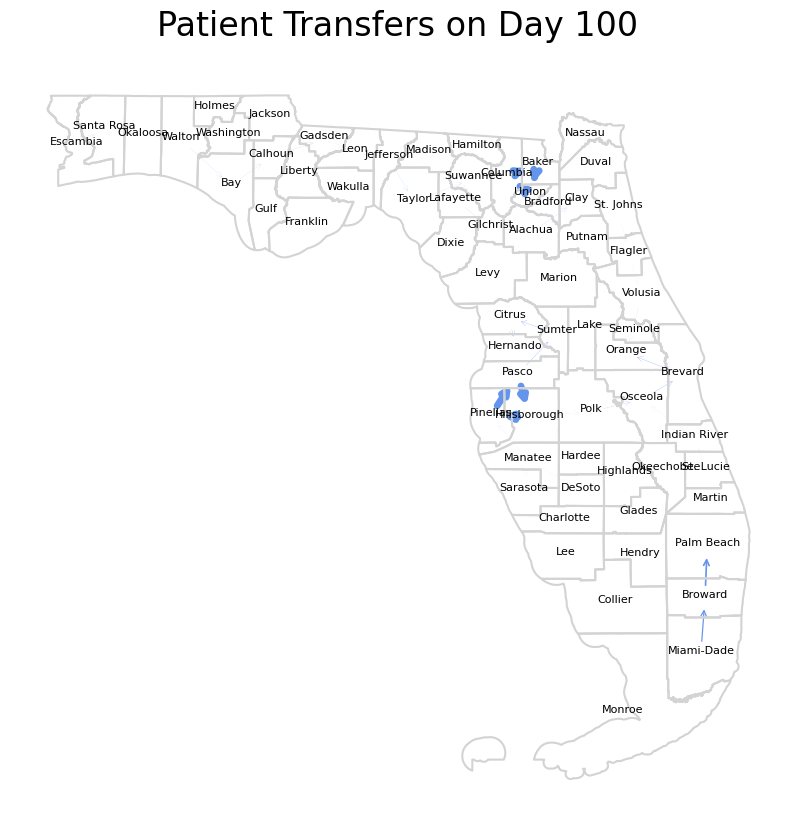 Patient Transfers on Day 100
Holmes
Jackson
Santa Rosa
Okaloosa
Walton
Washington
Escambia
Gadsden
Leon
Jefferson
Madison
Hamilton
Nassau
Baker
Duval
Calhoun
Liberty
Wakulla
Taylor
Lafayette
Suwannee
Columbia
Union
Bradford
Clay
St. Johns
Bay
Gulf
Franklin
Dixie
Gilchrist
Alachua
Putnam
Flagler
Levy
Marion
Volusia
Citrus
Sumter
Lake
Seminole
Hernando
Orange
Pasco
Brevard
Osceola
Pinellas
Hillsborough
Polk
Indian River
Manatee
Hardee
Highlands
Okeechobee
St. Lucie
Sarasota
DeSoto
Martin
Charlotte
Glades
Lee
Hendry
Palm Beach
Collier
Broward
Miami-Dade
Monroe